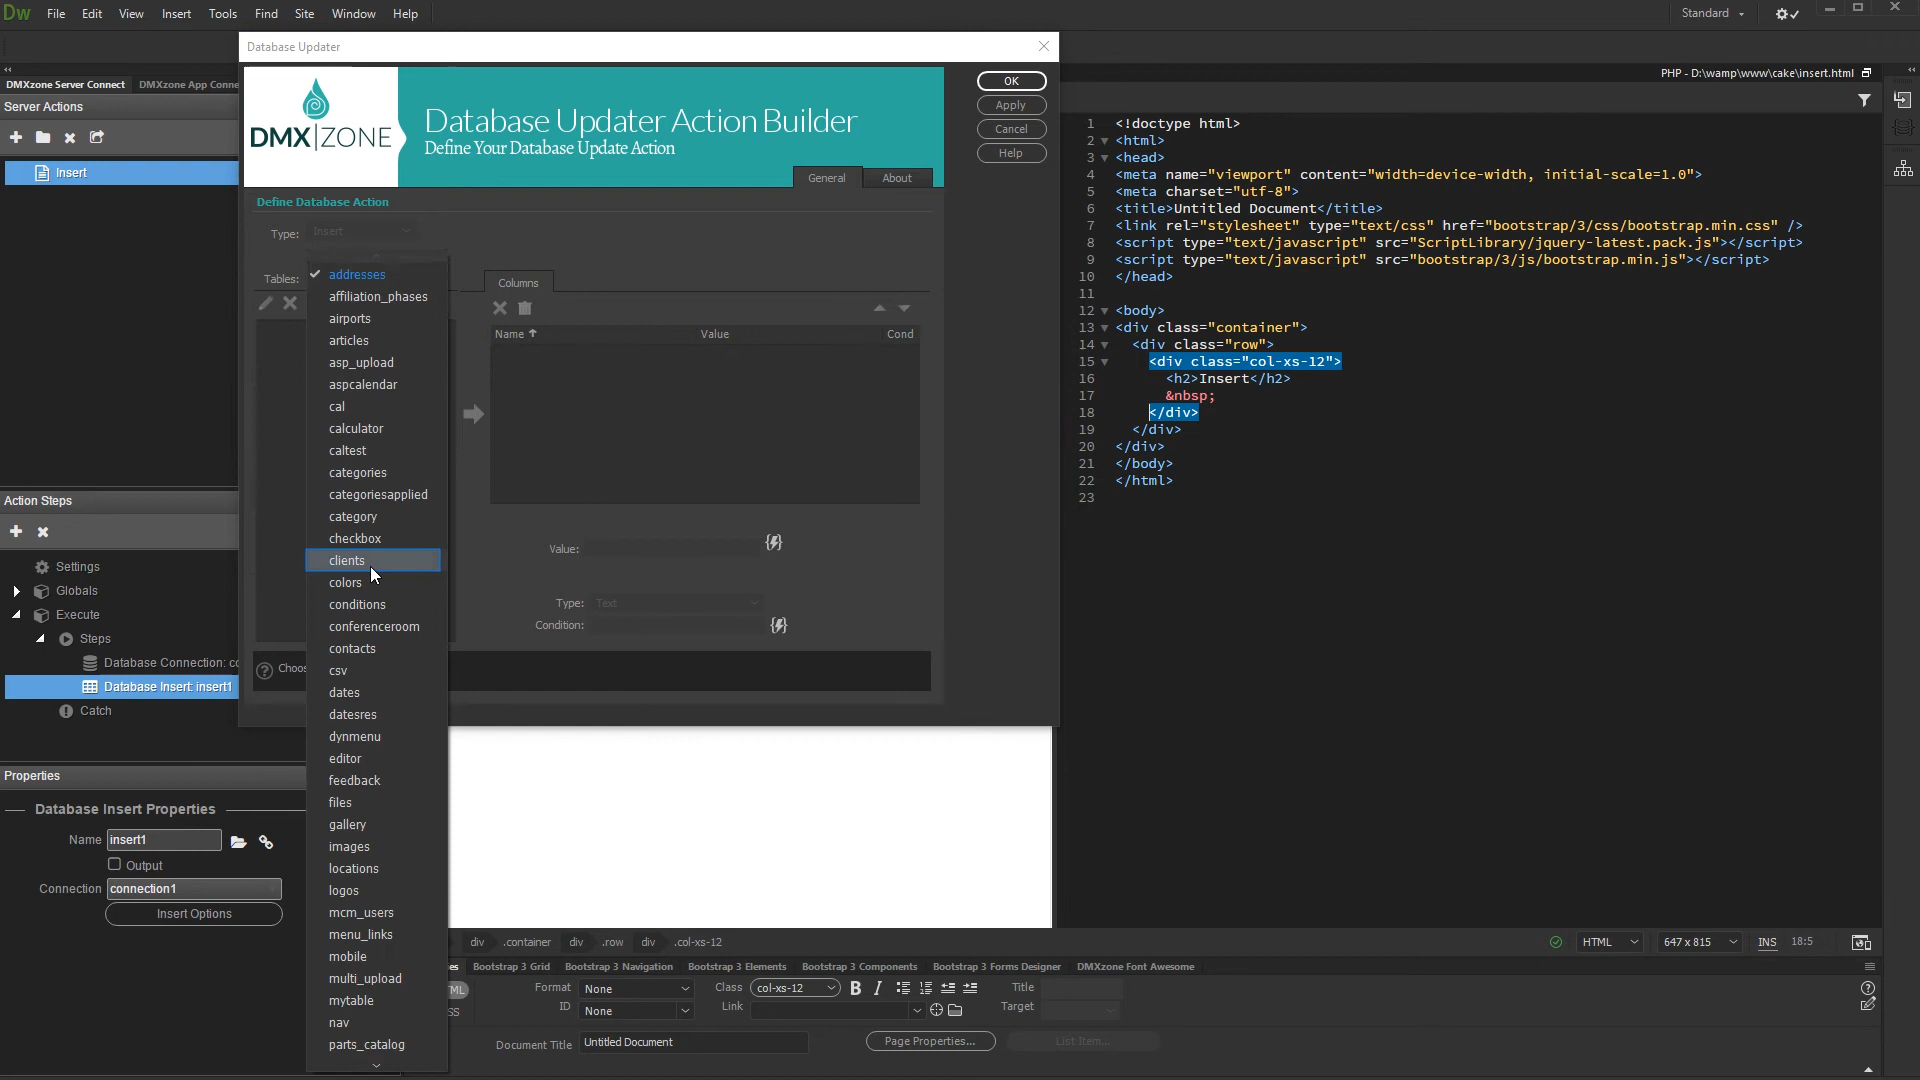 Dw File Edit View Insert Tools Find Site Window Help
Standard
Database Updater
DMXzone Server Connect DMXzone App Conne
PHP - D:\wamp\www\cake\insert.html
Server Actions
Insert
DMX|ZONE
Database Updater Action Builder
Define Your Database Update Action
General About
OK
Apply
Cancel
Help
Define Database Action
Type: Insert
Tables:
addresses
affiliation_phases
airports
articles
asp_upload
aspcalendar
cal
calculator
caltest
categories
categoriesapplied
category
checkbox
clients
colors
conditions
conferenceroom
contacts
csv
dates
datesres
dynmenu
editor
feedback
files
gallery
images
locations
logos
mcm_users
menu_links
mobile
multi_upload
mytable
nav
parts_catalog
Columns
Name Value Cond
Value:
Type: Text
Condition:
Choos
1 <!doctype html>
2 <html>
3 <head>
4 <meta name="viewport" content="width=device-width, initial-scale=1.0">
5 <meta charset="utf-8">
6 <title>Untitled Document</title>
7 <link rel="stylesheet" type="text/css" href="bootstrap/3/css/bootstrap.min.css" />
8 <script type="text/javascript" src="ScriptLibrary/jquery-latest.pack.js"></script>
9 <script type="text/javascript" src="bootstrap/3/js/bootstrap.min.js"></script>
10 </head>
11
12 <body>
13 <div class="container">
14 <div class="row">
15 <div class="col-xs-12">
16 <h2>Insert</h2>
17 &nbsp;
18 </div>
19 </div>
20 </div>
21 </body>
22 </html>
23
Action Steps
Settings
Globals
Execute
Steps
Database Connection: co
Database Insert: insert1
Catch
Properties
Database Insert Properties
Name insert1
Output
Connection connection1
Insert Options
div .container div .row div .col-xs-12
HTML 647 x 815 INS 18:5
es Bootstrap 3 Grid Bootstrap 3 Navigation Bootstrap 3 Elements Bootstrap 3 Components Bootstrap 3 Forms Designer DMXzone Font Awesome
ML Format None Class col-xs-12 B I Title
SS ID None Link Target
Document Title Untitled Document Page Properties... List Item...